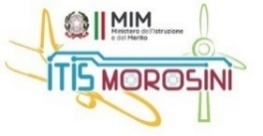 MIM
Ministero dell'Istruzione
e del Merito
ITIS MOROSINI